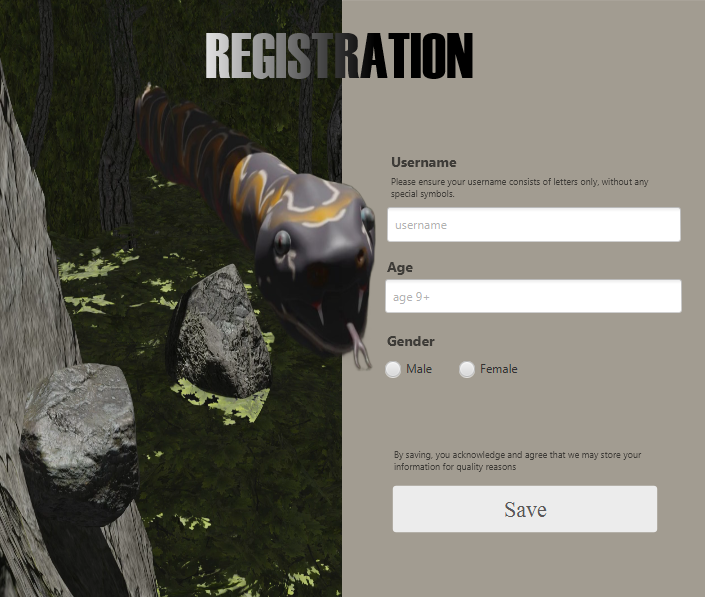 REGISTRATION
Username
Please ensure your username consists of letters only, without any
special symbols.
username
Age
age 9+
Gender
Male Female
By saving, you acknowledge and agree that we may store your
information for quality reasons
Save